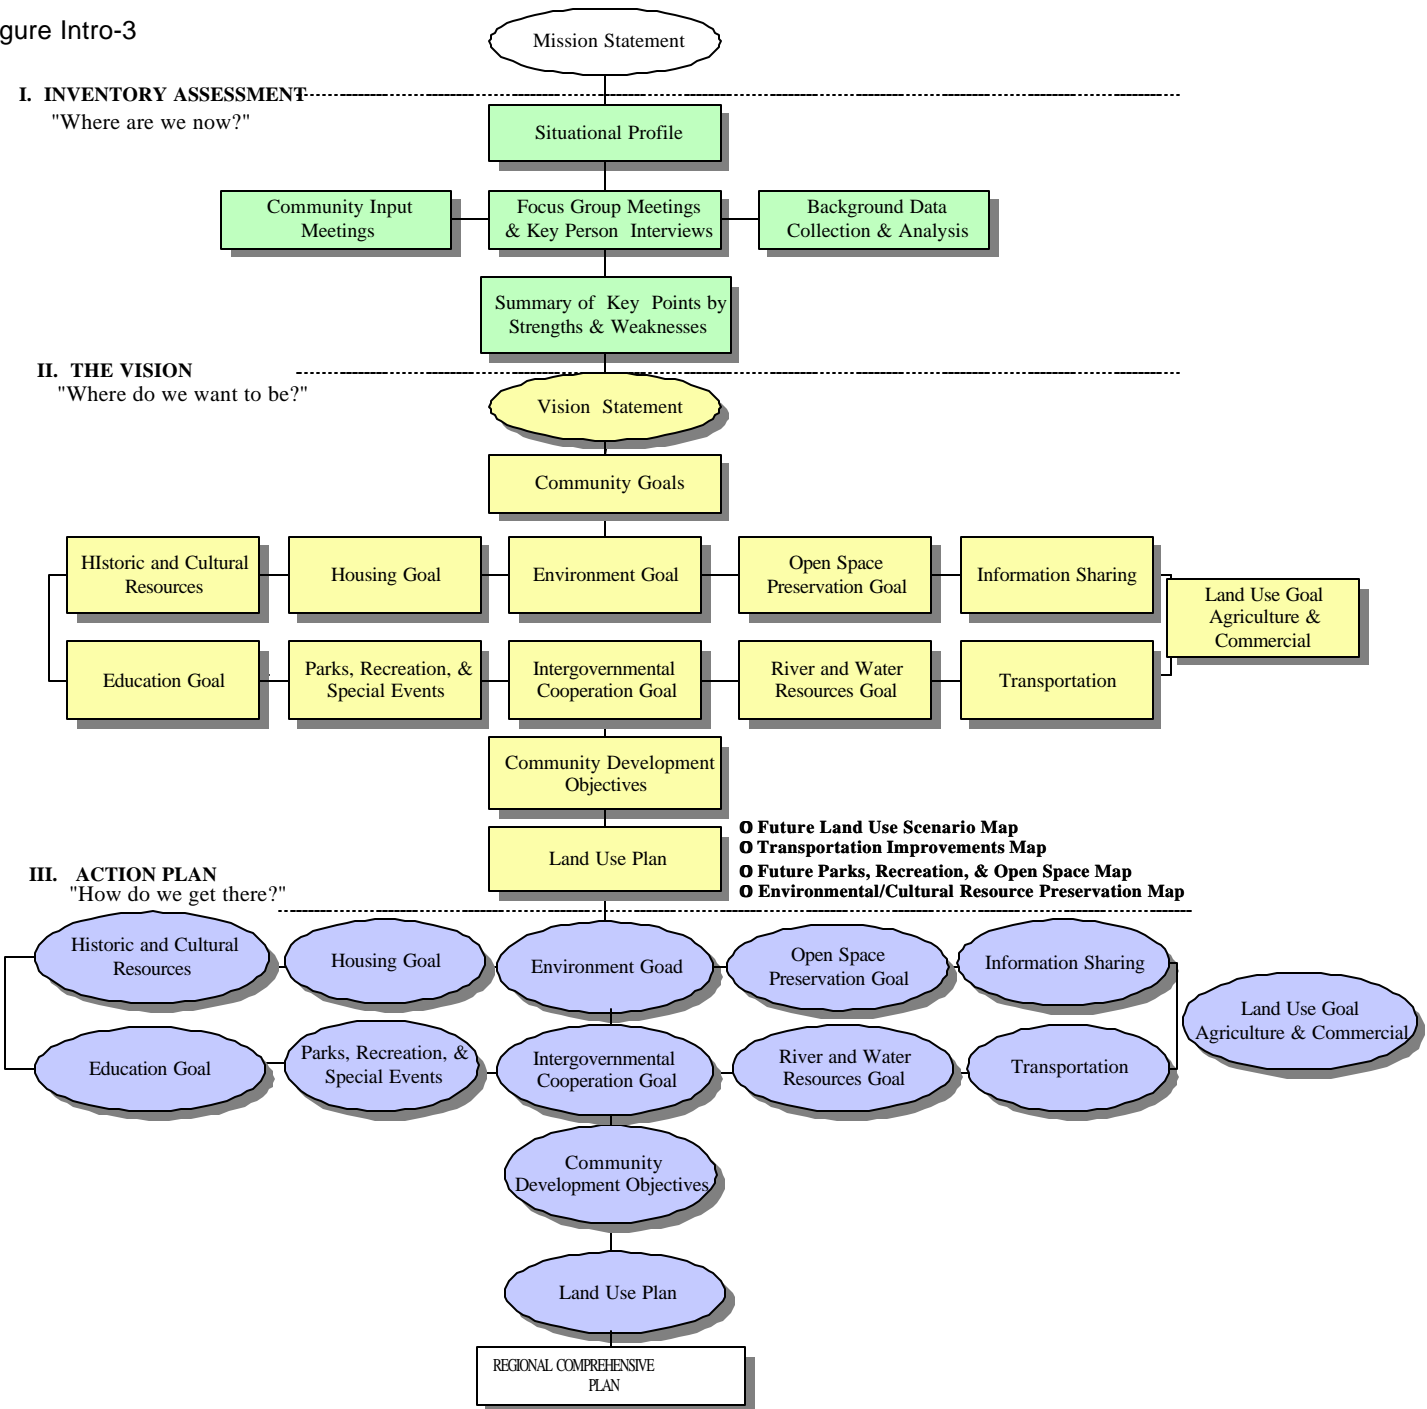 gure Intro-3
Mission Statement
I. INVENTORY ASSESSMENT
"Where are we now?"
Situational Profile
Community Input
Meetings
Focus Group Meetings
& Key Person Interviews
Background Data
Collection & Analysis
Summary of Key Points by
Strengths & Weaknesses
II. THE VISION
"Where do we want to be?"
Vision Statement
Community Goals
HIstoric and Cultural
Resources
Housing Goal
Environment Goal
Open Space
Preservation Goal
Information Sharing
Land Use Goal
Agriculture &
Commercial
Education Goal
Parks, Recreation, &
Special Events
Intergovernmental
Cooperation Goal
River and Water
Resources Goal
Transportation
Community Development
Objectives
Land Use Plan
o Future Land Use Scenario Map
o Transportation Improvements Map
o Future Parks, Recreation, & Open Space Map
o Environmental/Cultural Resource Preservation Map
III. ACTION PLAN
"How do we get there?"
Historic and Cultural
Resources
Housing Goal
Environment Goad
Open Space
Preservation Goal
Information Sharing
Land Use Goal
Agriculture & Commercial
Education Goal
Parks, Recreation, &
Special Events
Intergovernmental
Cooperation Goal
River and Water
Resources Goal
Transportation
Community
Development Objectives
Land Use Plan
REGIONAL COMPREHENSIVE
PLAN